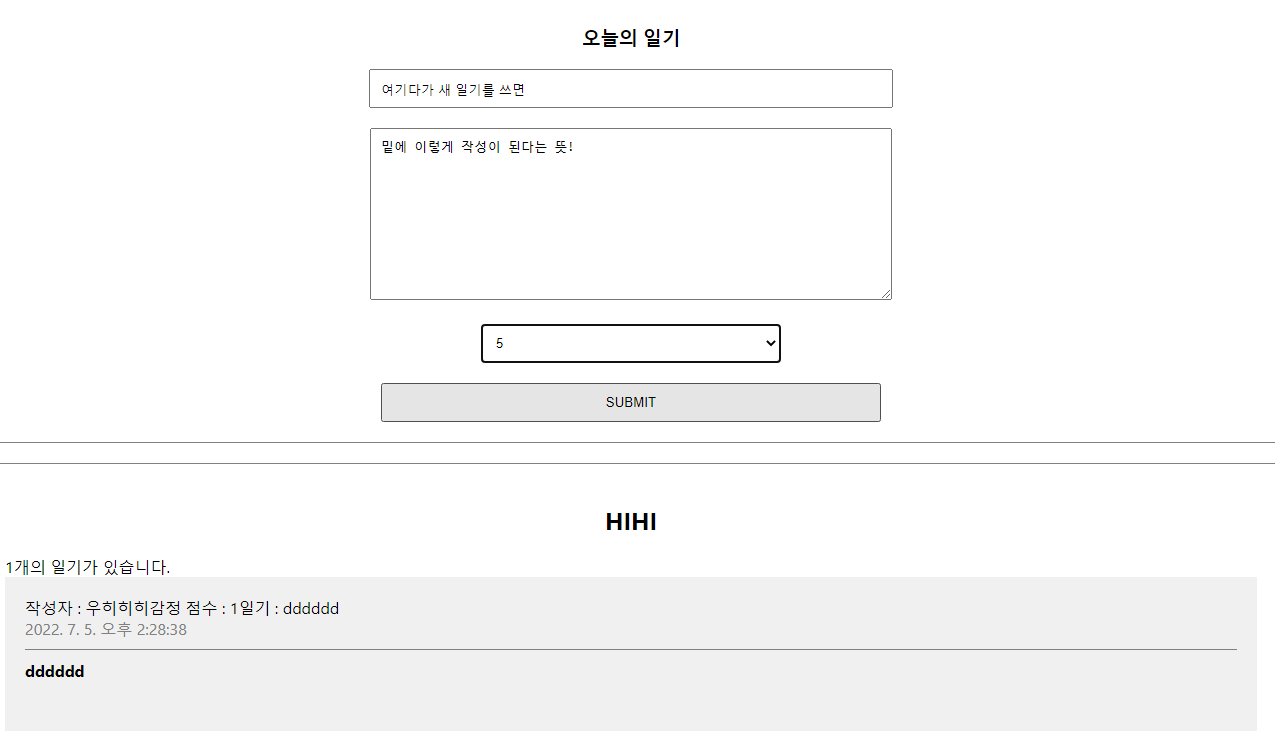 오늘의 일기
여기다가 새 일기를 쓰면
밑에 이렇게 작성이 된다는 뜻!
5
SUBMIT
HIHI
1개의 일기가 있습니다.
작성자 : 우히히히감정 점수 : 1일기 : dddddd
2022. 7. 5. 오후 2:28:38
dddddd